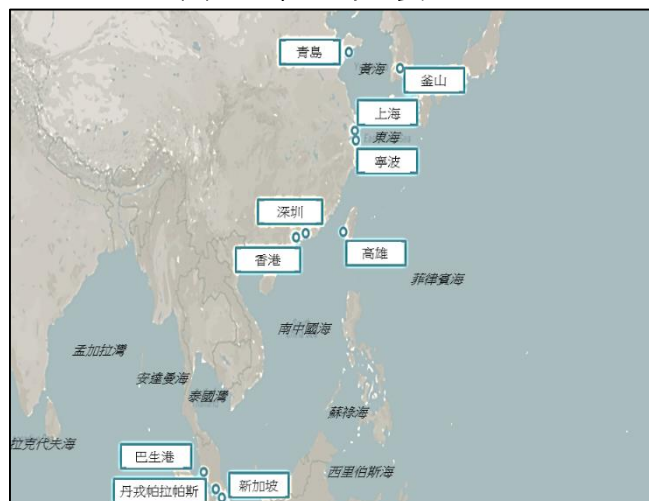 青島
黃海
釜山
上海
東海
寧波
深圳
香港
高雄
菲律賓海
南中國海
孟加拉灣
安達曼海
泰國灣
蘇祿海
拉克代夫海
巴生港
西里伯斯海
丹戎帕拉帕斯
新加坡